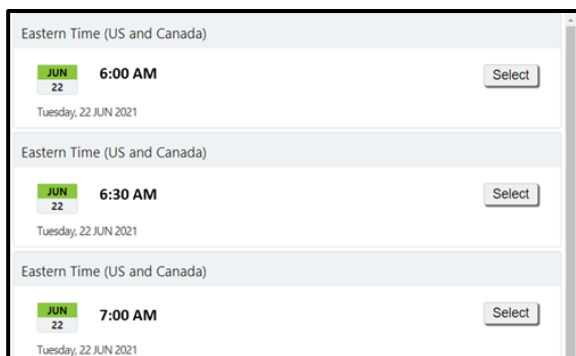 Eastern Time (US and Canada)
JUN
22
6:00 AM
Select
Tuesday, 22 JUN 2021
Eastern Time (US and Canada)
JUN
22
6:30 AM
Select
Tuesday, 22 JUN 2021
Eastern Time (US and Canada)
JUN
22
7:00 AM
Select
Tuesday, 22 JUN 2021